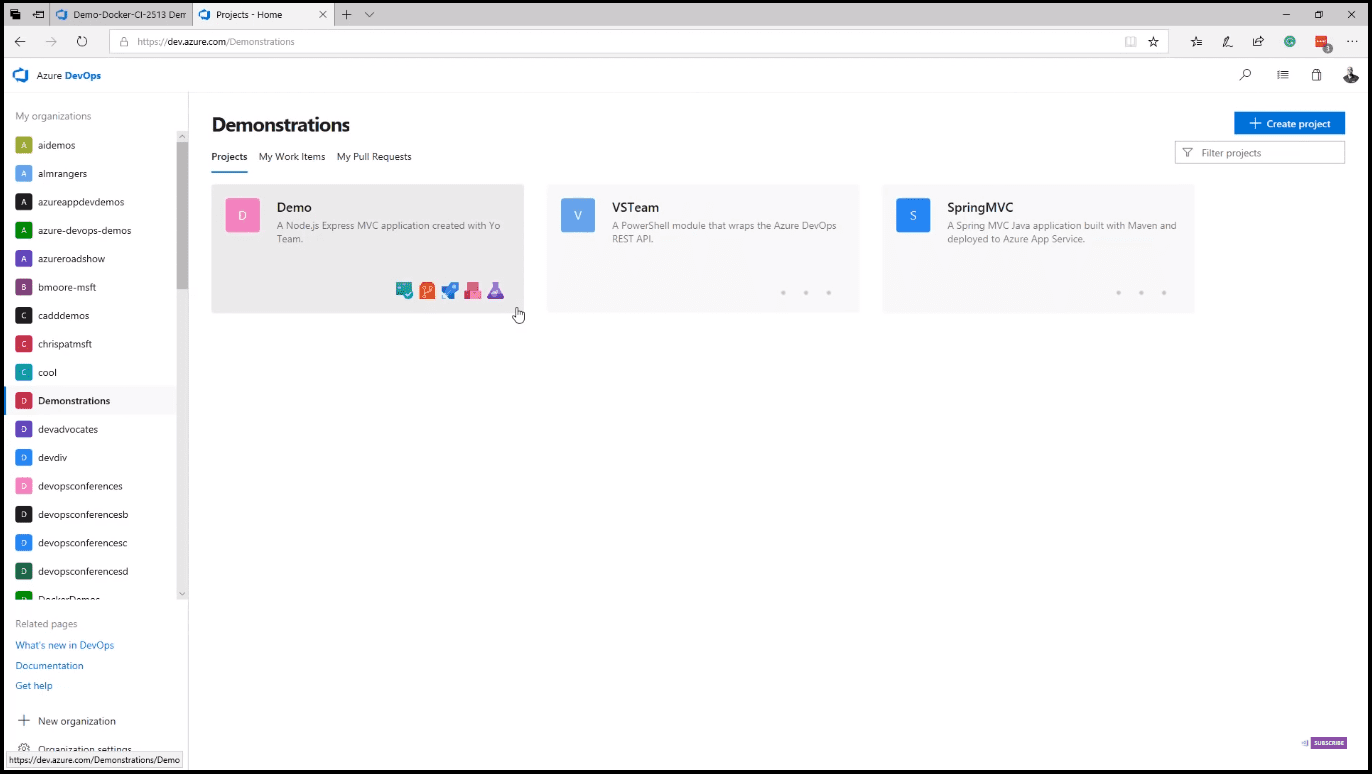 Demo-Docker-CI-2513 Dem
Projects - Home
https://dev.azure.com/Demonstrations
3
Azure DevOps
My organizations
A aidemos
A almrangers
A azureappdevdemos
A azure-devops-demos
A azureroadshow
B bmoore-msft
C cadddemos
C chrispatmsft
C cool
D Demonstrations
D devadvocates
D devdiv
D devopsconferences
D devopsconferencesb
D devopsconferencesc
D devopsconferencesd
D DockerDemos
Related pages
What's new in DevOps
Documentation
Get help
New organization
Organization settings
https://dev.azure.com/Demonstrations/Demo
Demonstrations
Create project
Projects
My Work Items
My Pull Requests
Filter projects
D
Demo
A Node.js Express MVC application created with Yo
Team.
V
VSTeam
A PowerShell module that wraps the Azure DevOps
REST API.
S
SpringMVC
A Spring MVC Java application built with Maven and
deployed to Azure App Service.
SUBSCRIBE